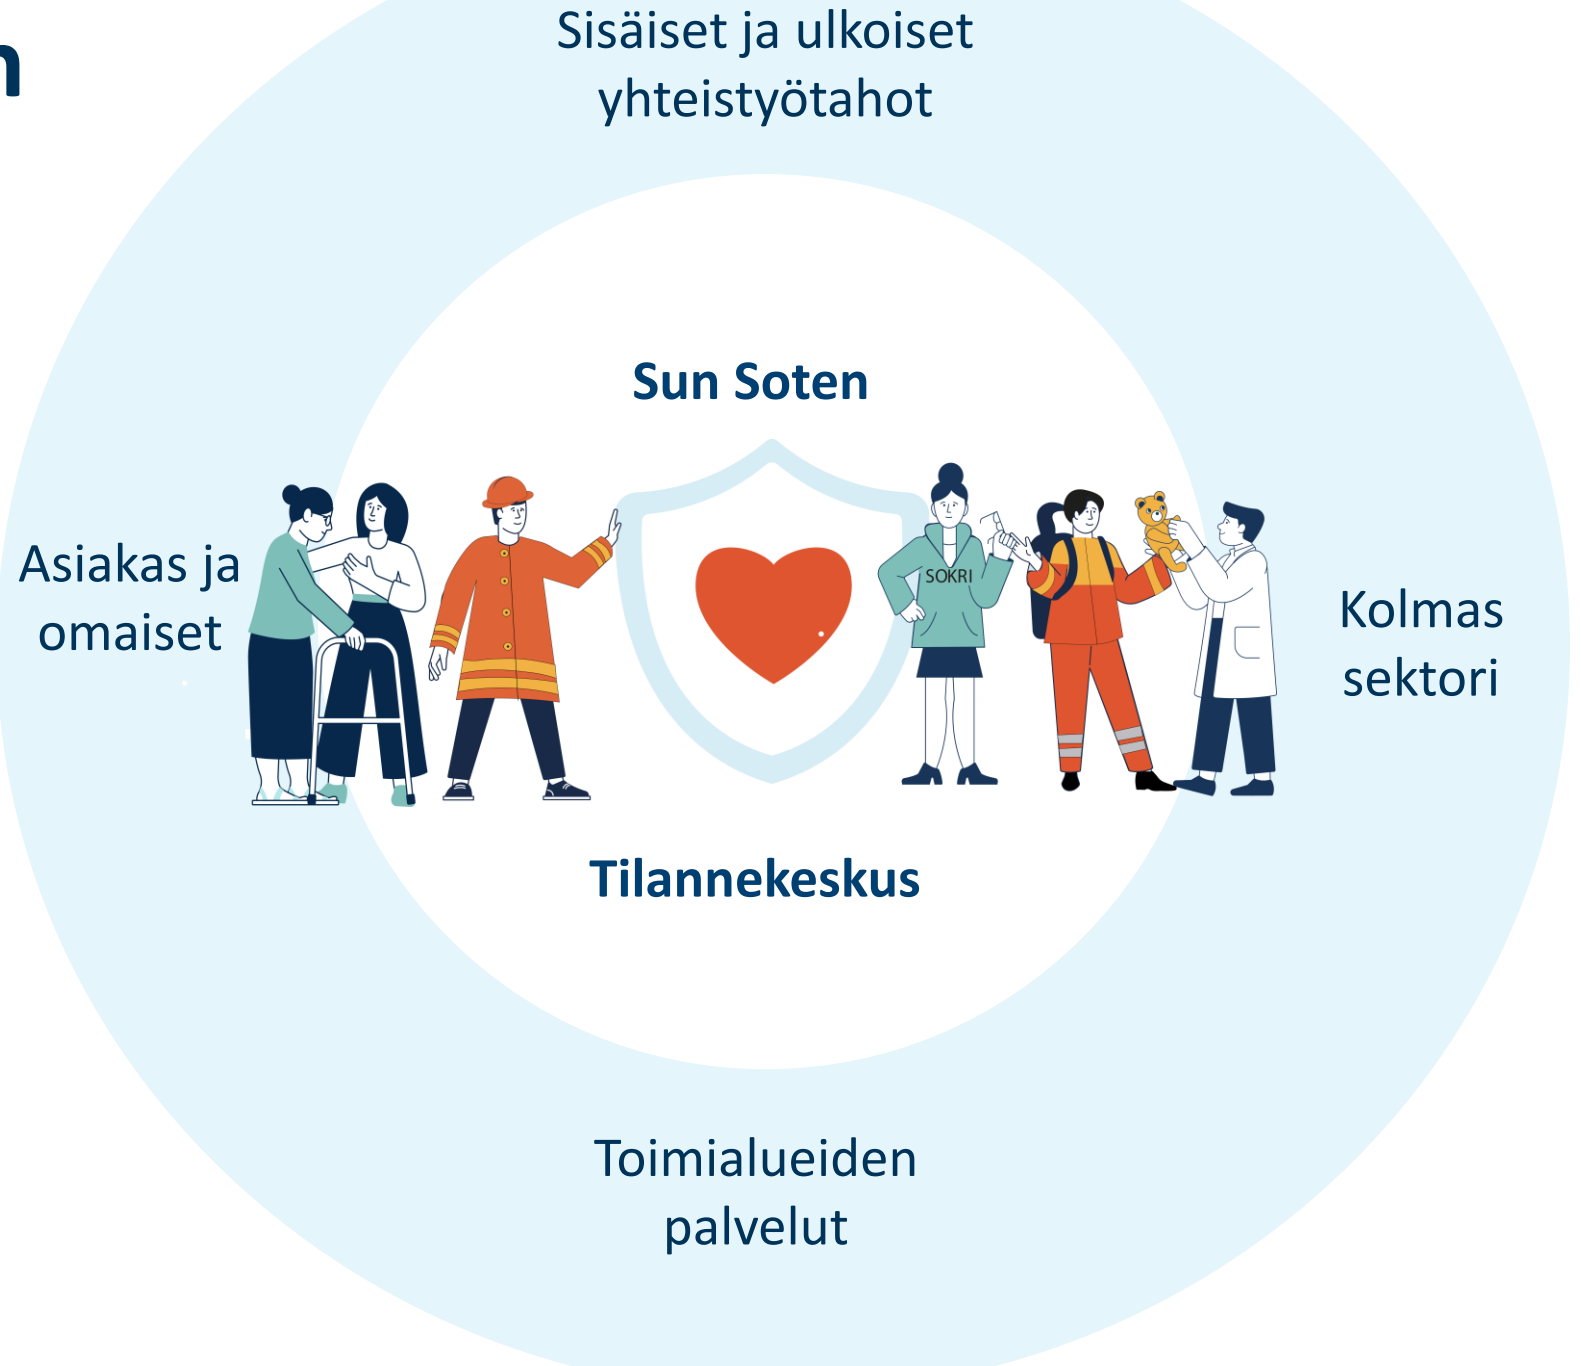 Sisäiset ja ulkoiset
yhteistyötahot
Sun Soten
Asiakas ja
omaiset
SOKRI
Kolmas
sektori
Tilannekeskus
Toimialueiden
palvelut